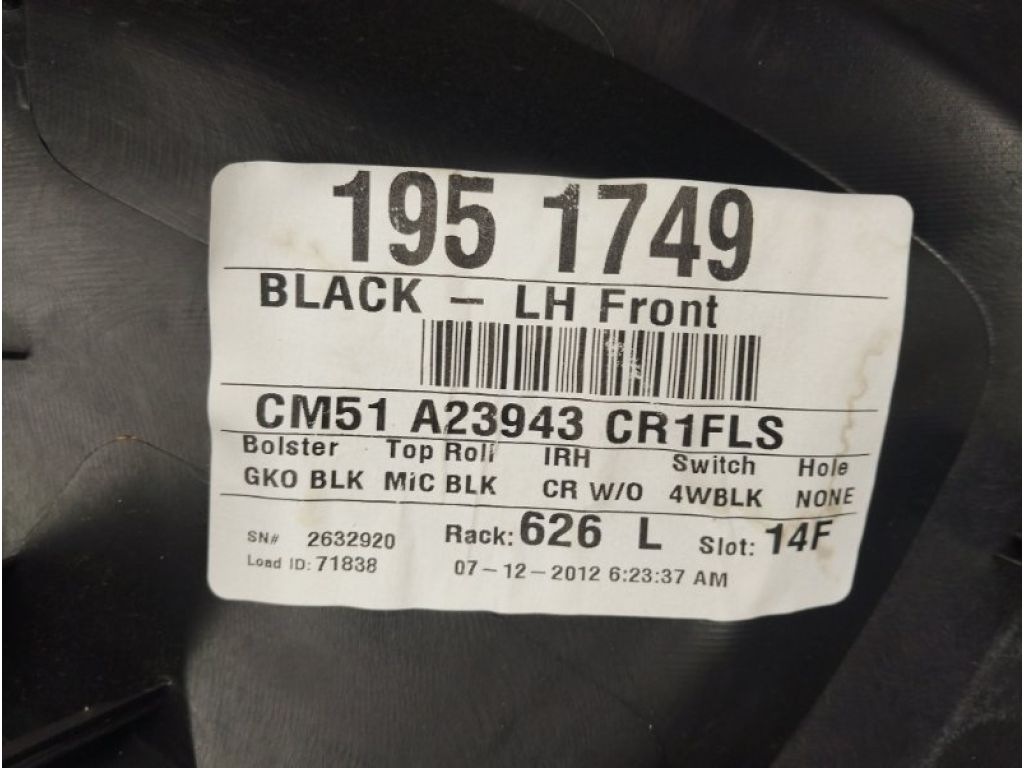 195 1749
BLACK – LH Front
CM51 A23943 CR1FLS
Bolster Top Roll IRH Switch Hole
GKO BLK MiC BLK CR W/O 4WBLK NONE
SN# 2632920 Rack: 626 L Slot: 14F
Load ID: 71838 07–12–2012 6:23:37 AM